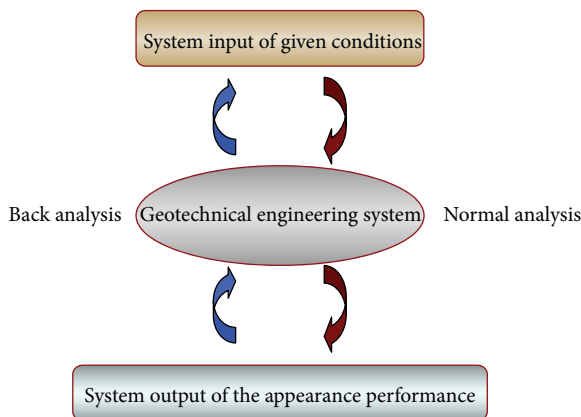 System input of given conditions
Back analysis
Geotechnical engineering system
Normal analysis
System output of the appearance performance